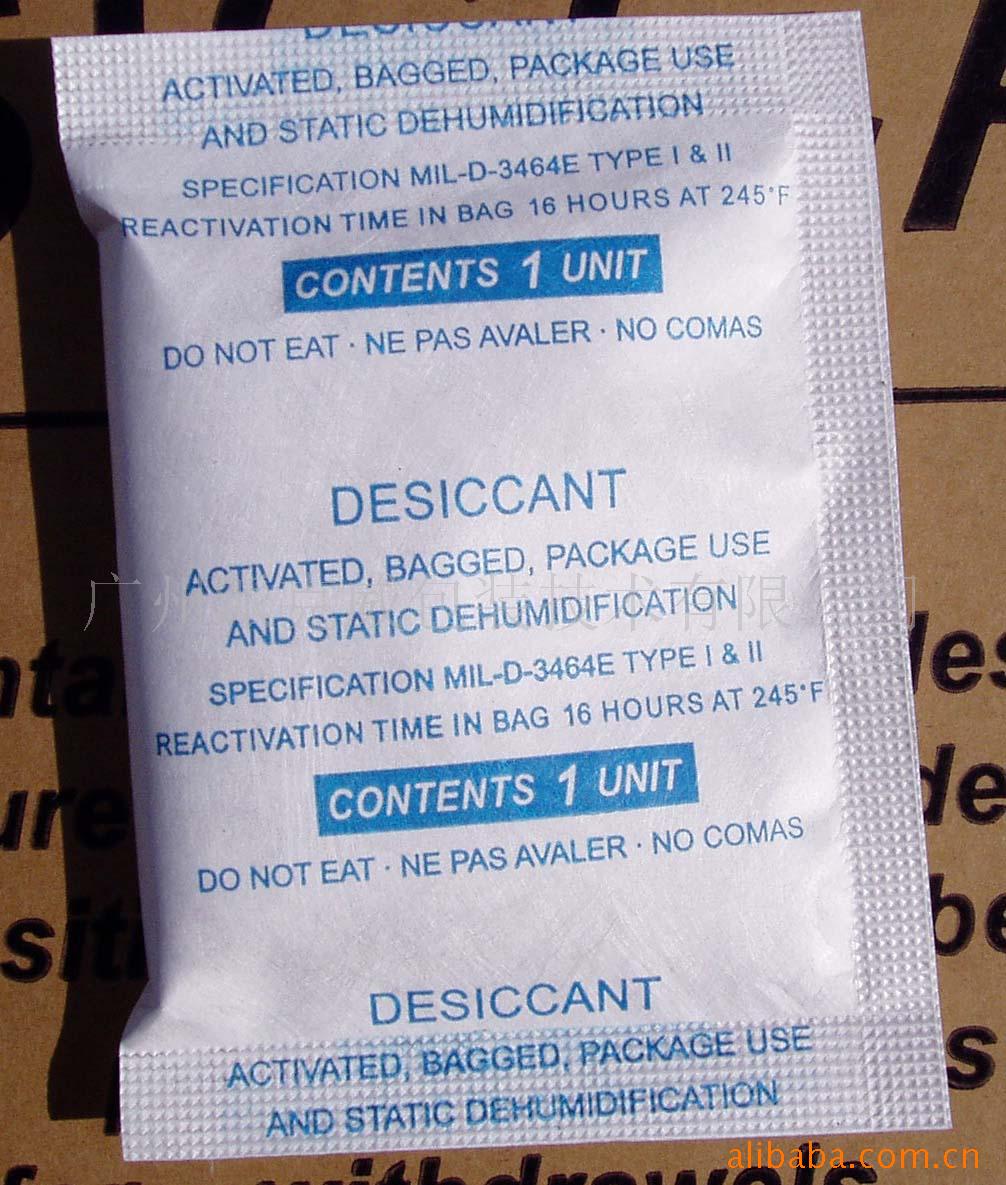 DESICCANT
ACTIVATED, BAGGED, PACKAGE USE
AND STATIC DEHUMIDIFICATION
SPECIFICATION MIL-D-3464E TYPE I & II
REACTIVATION TIME IN BAG 16 HOURS AT 245°F
CONTENTS 1 UNIT
DO NOT EAT · NE PAS AVALER · NO COMAS
DESICCANT
ACTIVATED, BAGGED, PACKAGE USE
AND STATIC DEHUMIDIFICATION
SPECIFICATION MIL-D-3464E TYPE I & II
REACTIVATION TIME IN BAG 16 HOURS AT 245°F
CONTENTS 1 UNIT
DO NOT EAT · NE PAS AVALER · NO COMAS
DESICCANT
ACTIVATED, BAGGED, PACKAGE USE
AND STATIC DEHUMIDIFICATION
withdrawels
alibaba.com.cn